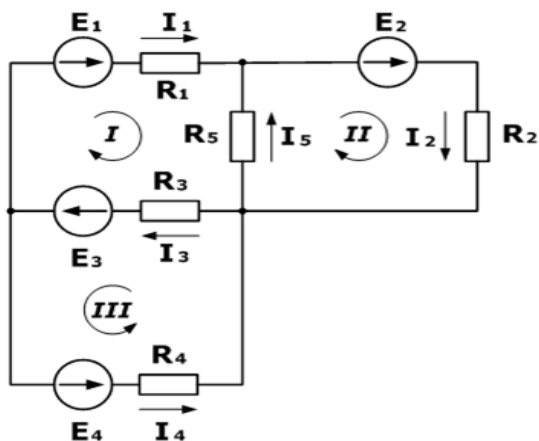 E₁ I₁ E₂
R₁
I R₅ I₅ II I₂ R₂
R₃
E₃ I₃
III
R₄
E₄ I₄